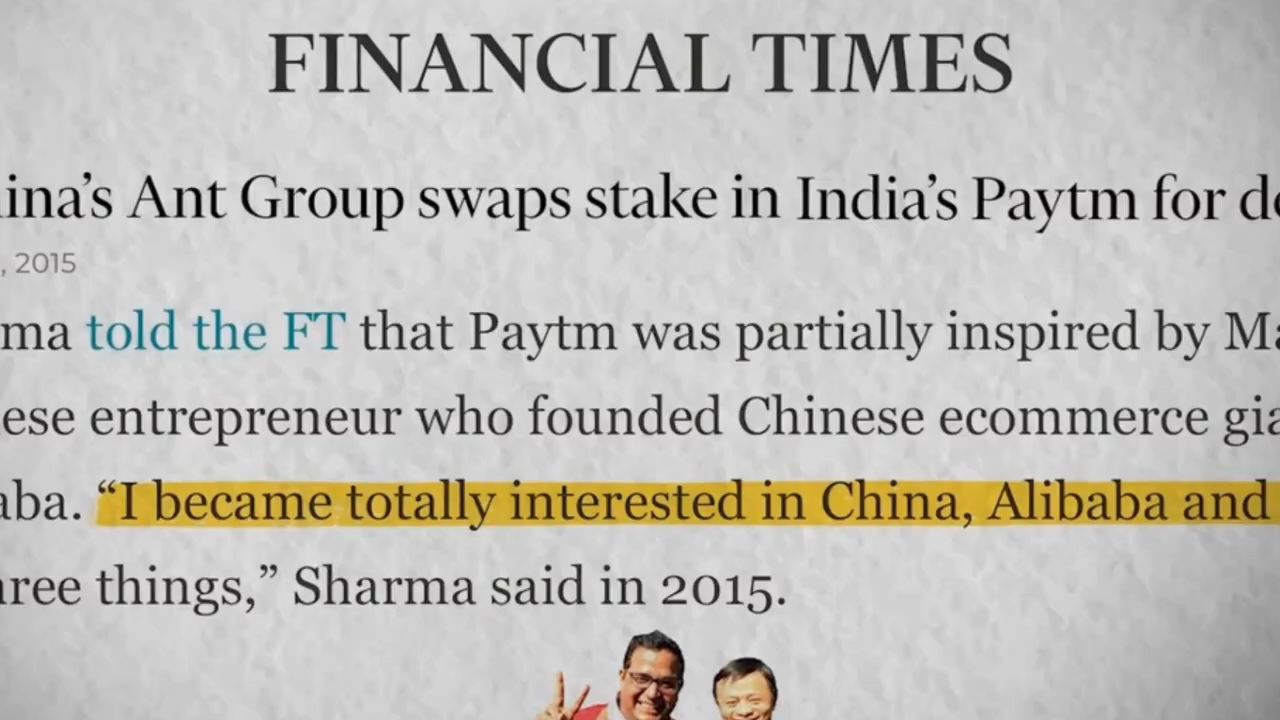 FINANCIAL TIMES
ina's Ant Group swaps stake in India's Paytm for d
, 2015
ma told the FT that Paytm was partially inspired by Ma
ese entrepreneur who founded Chinese ecommerce gia
aba. “I became totally interested in China, Alibaba and
ree things,” Sharma said in 2015.